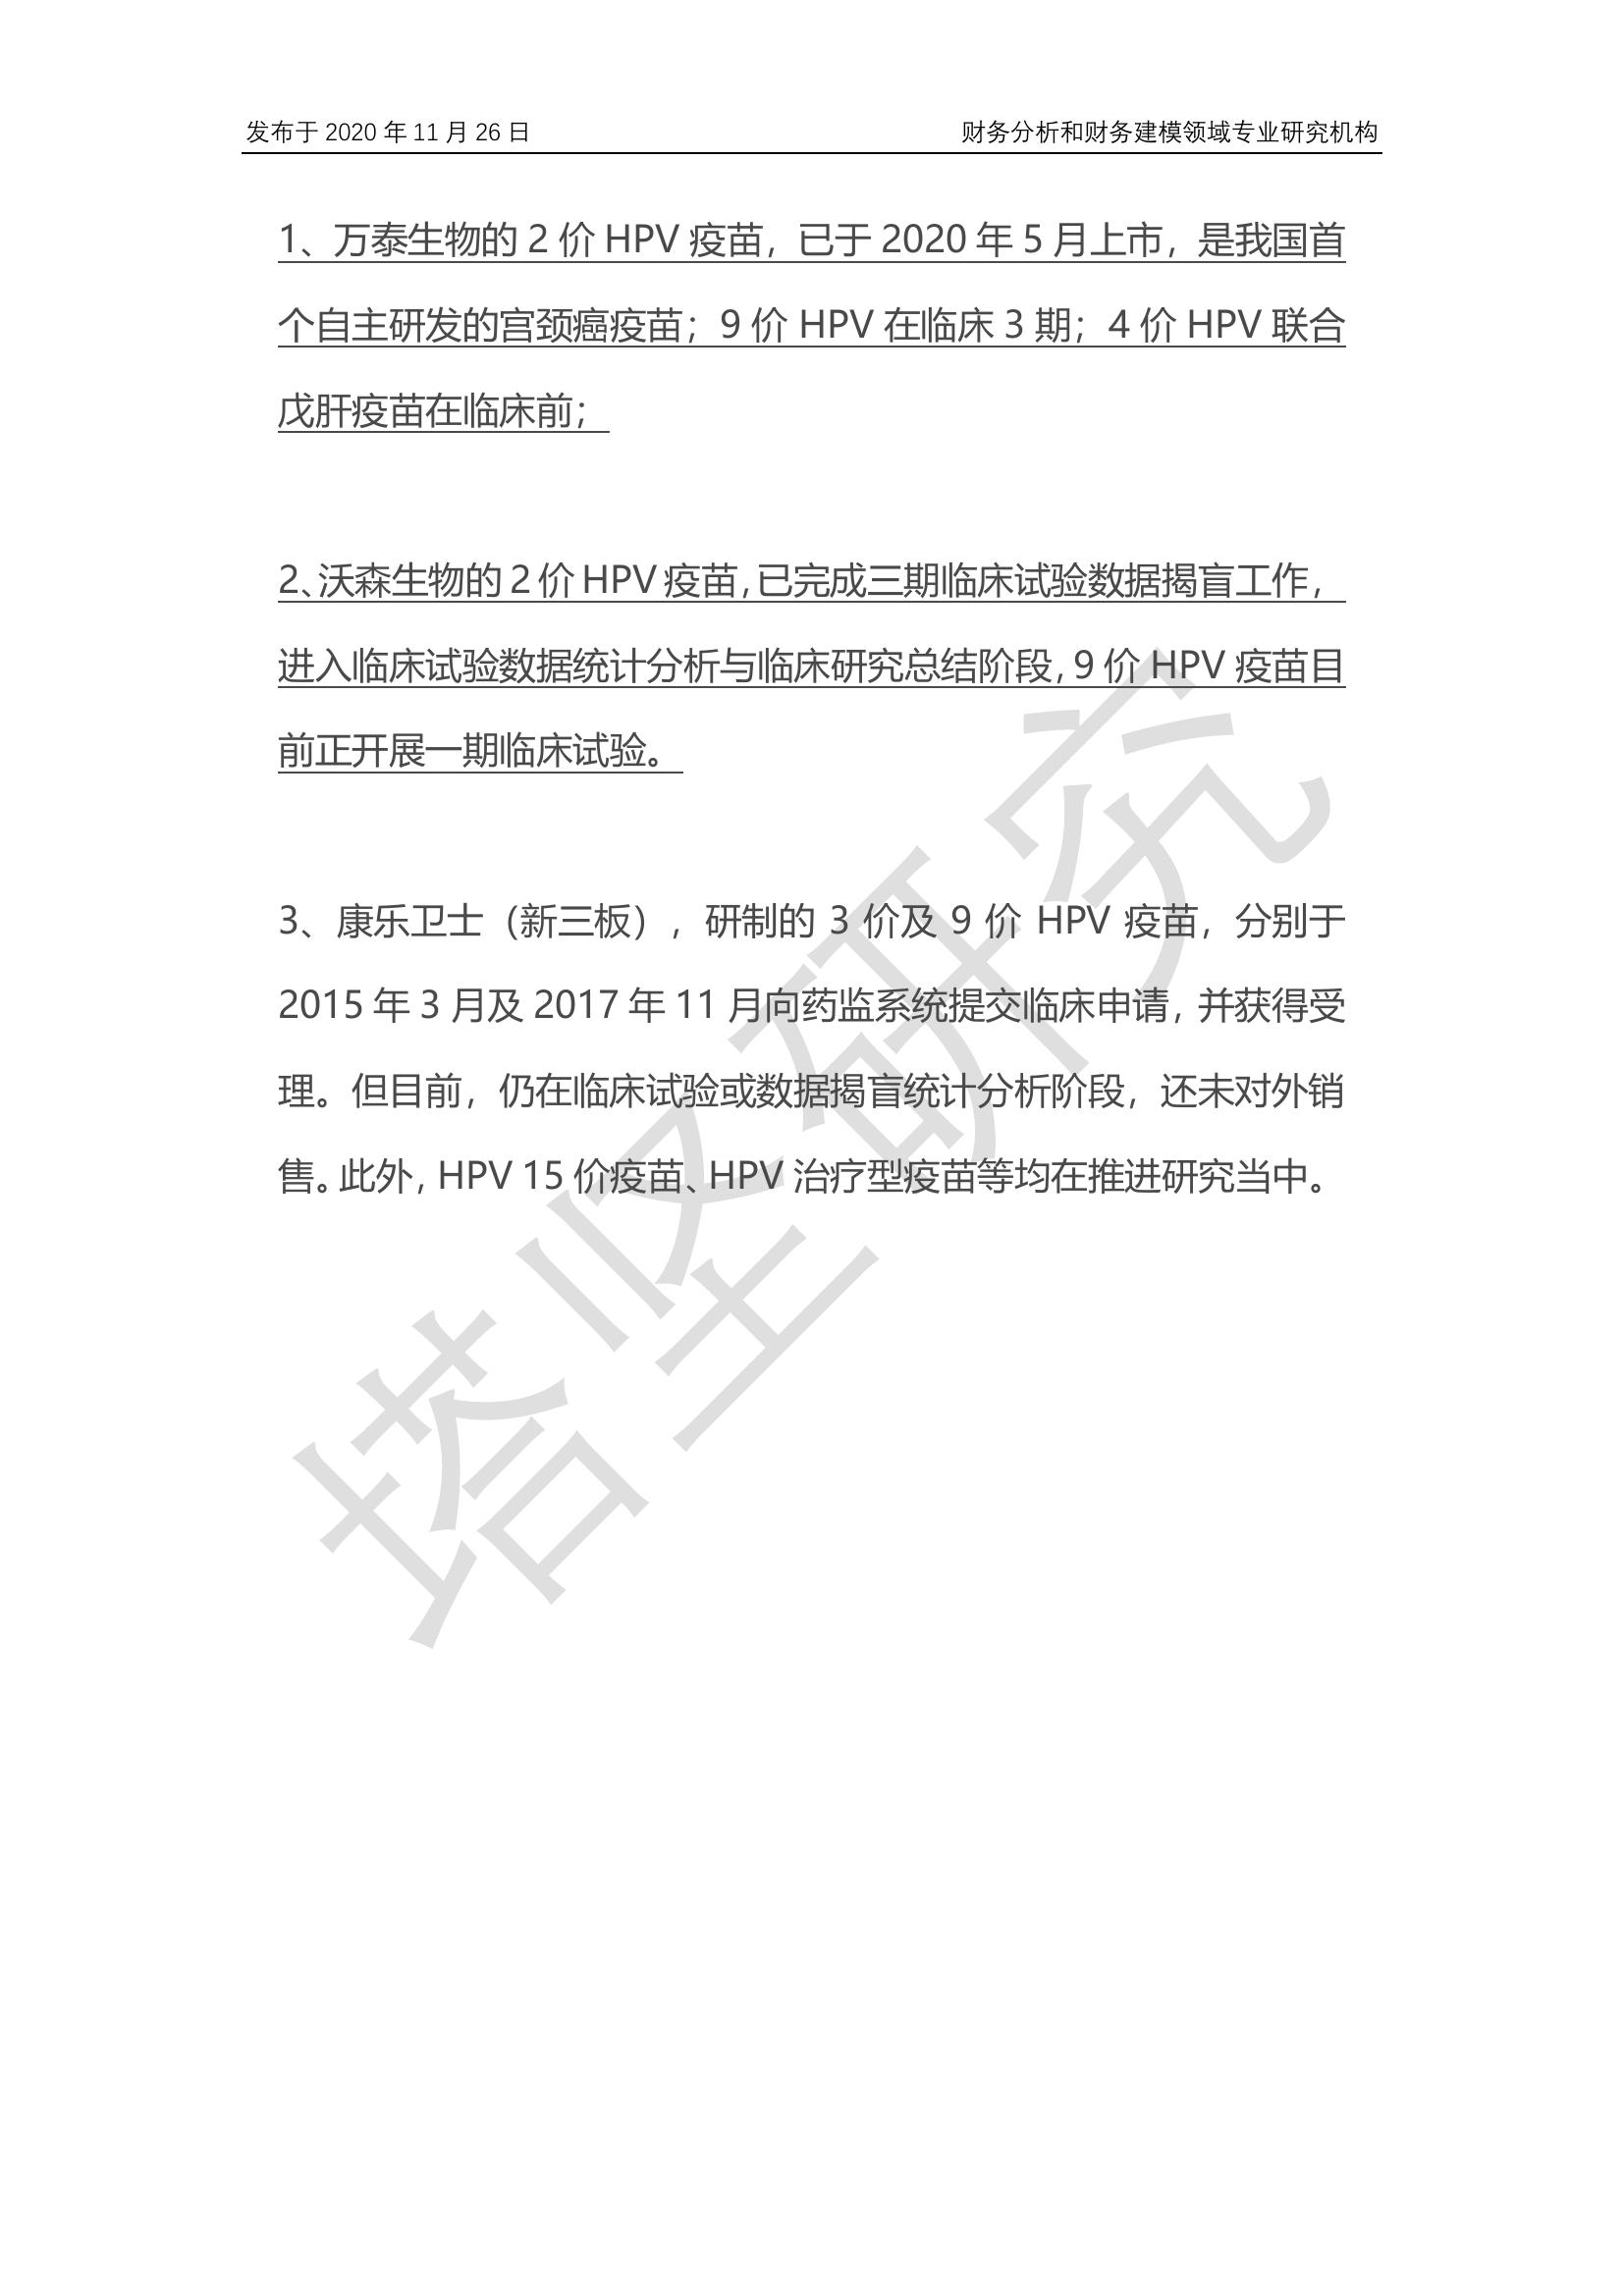 发布于 2020 年 11 月 26 日
财务分析和财务建模领域专业研究机构
1、万泰生物的 2 价 HPV 疫苗，已于 2020 年 5 月上市，是我国首
个自主研发的宫颈癌疫苗；9 价 HPV 在临床 3 期；4 价 HPV 联合
戊肝疫苗在临床前；
2、沃森生物的 2 价 HPV 疫苗，已完成三期临床试验数据揭盲工作，
进入临床试验数据统计分析与临床研究总结阶段，9 价 HPV 疫苗目
前正开展一期临床试验。
3、康乐卫士（新三板），研制的 3 价及 9 价 HPV 疫苗，分别于
2015 年 3 月及 2017 年 11 月向药监系统提交临床申请，并获得受
理。但目前，仍在临床试验或数据揭盲统计分析阶段，还未对外销
售。此外，HPV 15 价疫苗、HPV 治疗型疫苗等均在推进研究当中。
塔坚研究